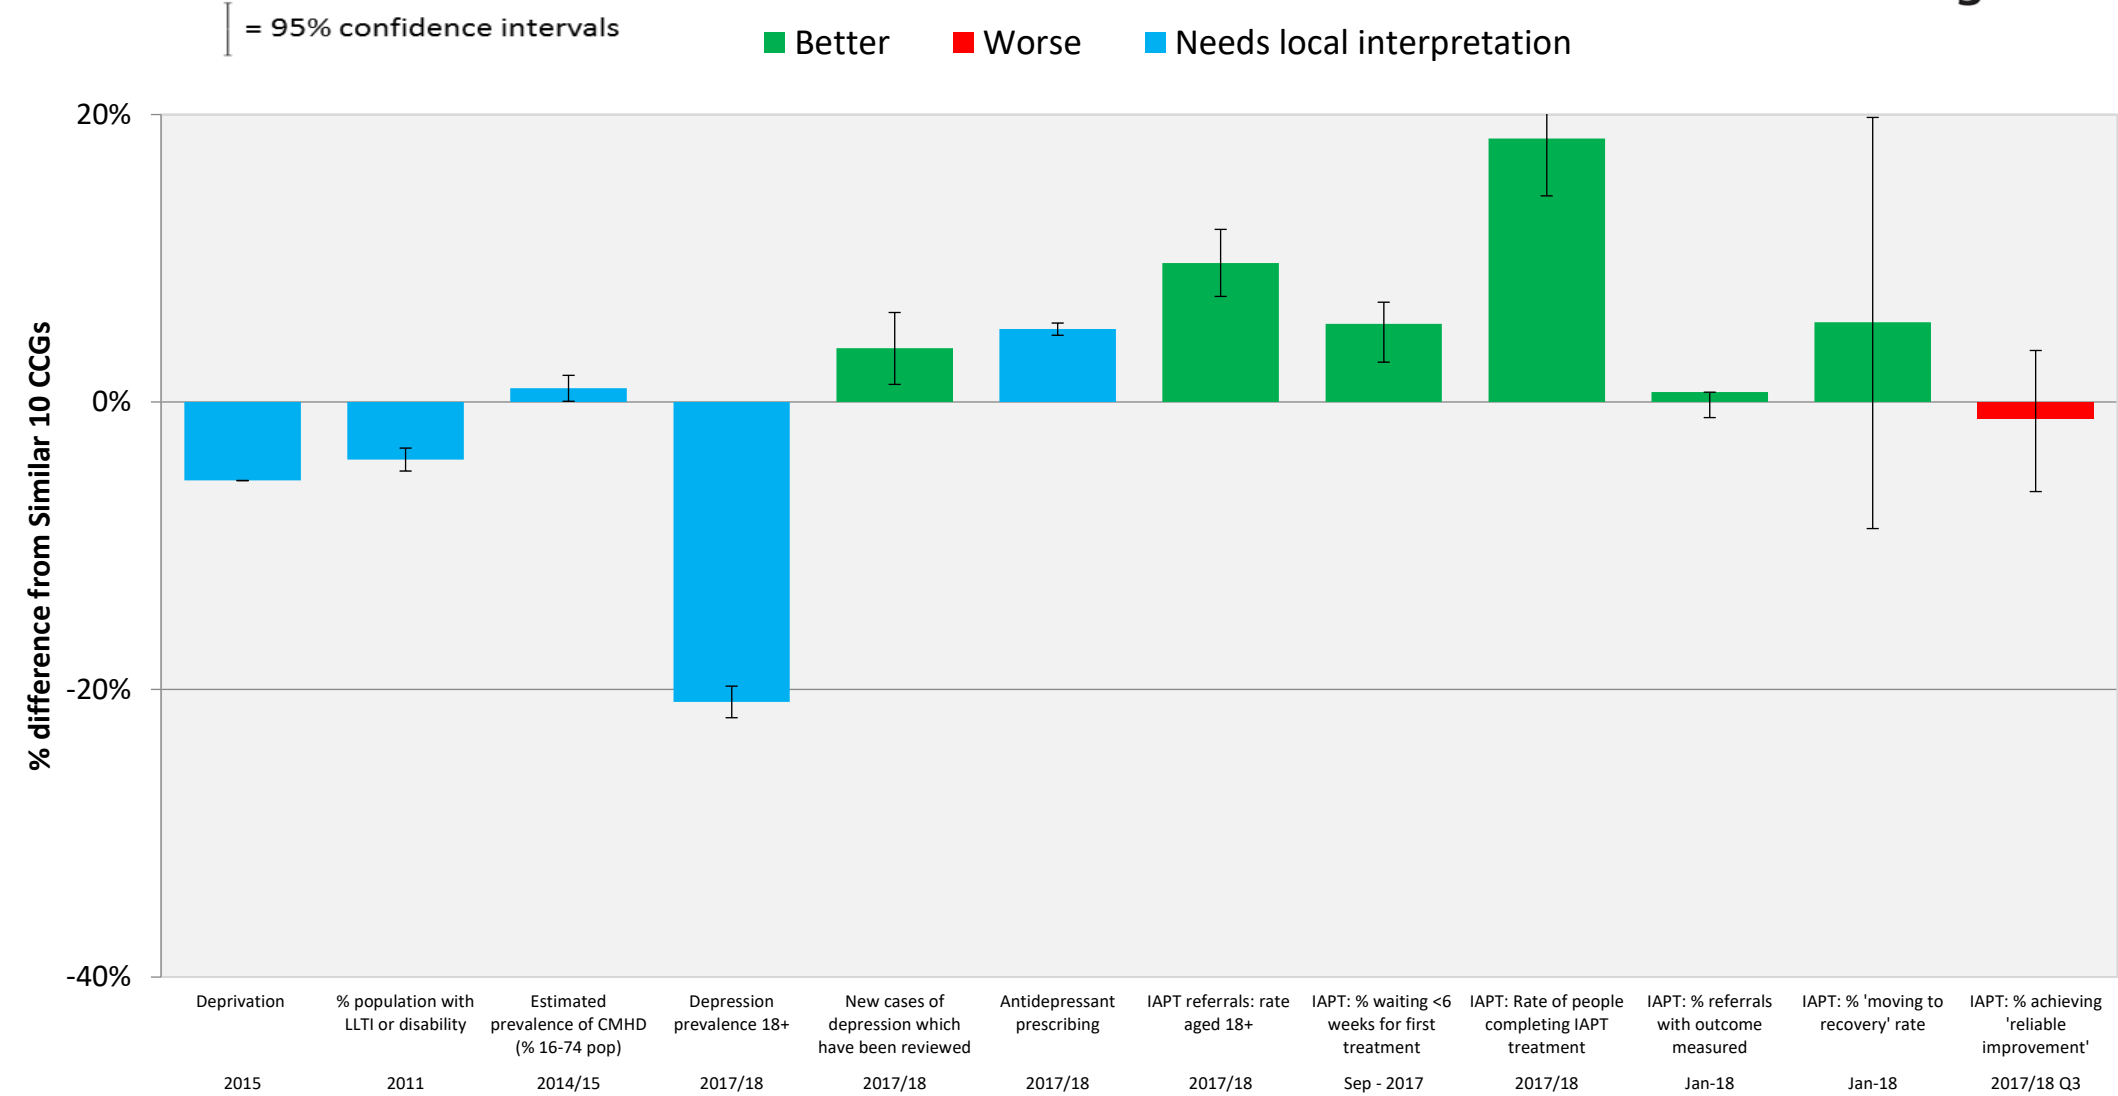 = 95% confidence intervals
Better Worse Needs local interpretation
% difference from Similar 10 CCGs
20%
0%
-20%
-40%
Deprivation
2015
% population with
LLTI or disability
2011
Estimated
prevalence of CMHD
(% 16-74 pop)
2014/15
Depression
prevalence 18+
2017/18
New cases of
depression which
have been reviewed
2017/18
Antidepressant
prescribing
2017/18
IAPT referrals: rate
aged 18+
2017/18
IAPT: % waiting <6
weeks for first
treatment
Sep - 2017
IAPT: Rate of people
completing IAPT
treatment
2017/18
IAPT: % referrals
with outcome
measured
Jan-18
IAPT: % 'moving to
recovery' rate
Jan-18
IAPT: % achieving
'reliable
improvement'
2017/18 Q3